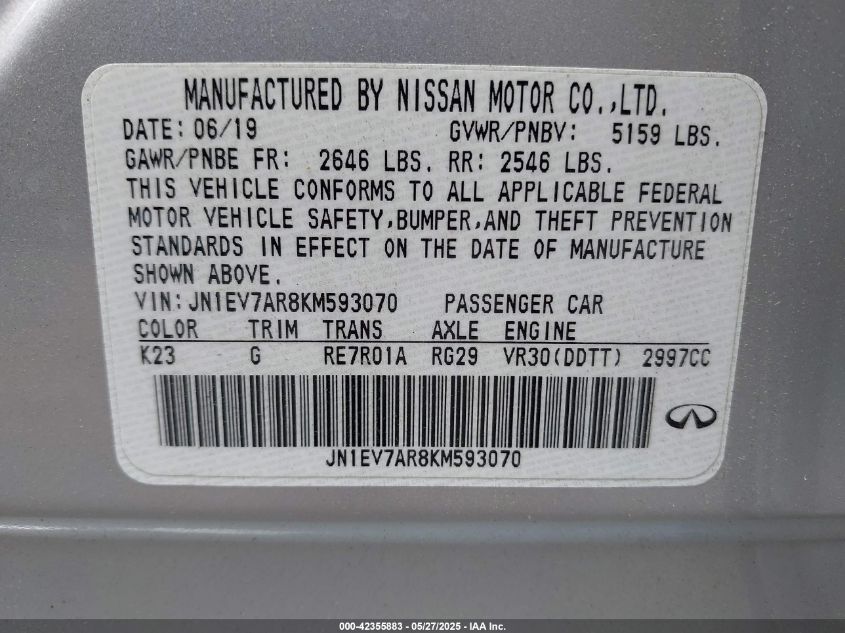 MANUFACTURED BY NISSAN MOTOR CO.,LTD.
DATE: 06/19 GVWR/PNBV: 5159 LBS.
GAWR/PNBE FR: 2646 LBS. RR: 2546 LBS.
THIS VEHICLE CONFORMS TO ALL APPLICABLE FEDERAL
MOTOR VEHICLE SAFETY,BUMPER,AND THEFT PREVENTION
STANDARDS IN EFFECT ON THE DATE OF MANUFACTURE
SHOWN ABOVE.
VIN:JN1EV7AR8KM593070 PASSENGER CAR
COLOR TRIM TRANS AXLE ENGINE
K23 G RE7R01A RG29 VR30(DDTT) 2997CC
JN1EV7AR8KM593070
000-42355883 - 05/27/2025 - IAA Inc.